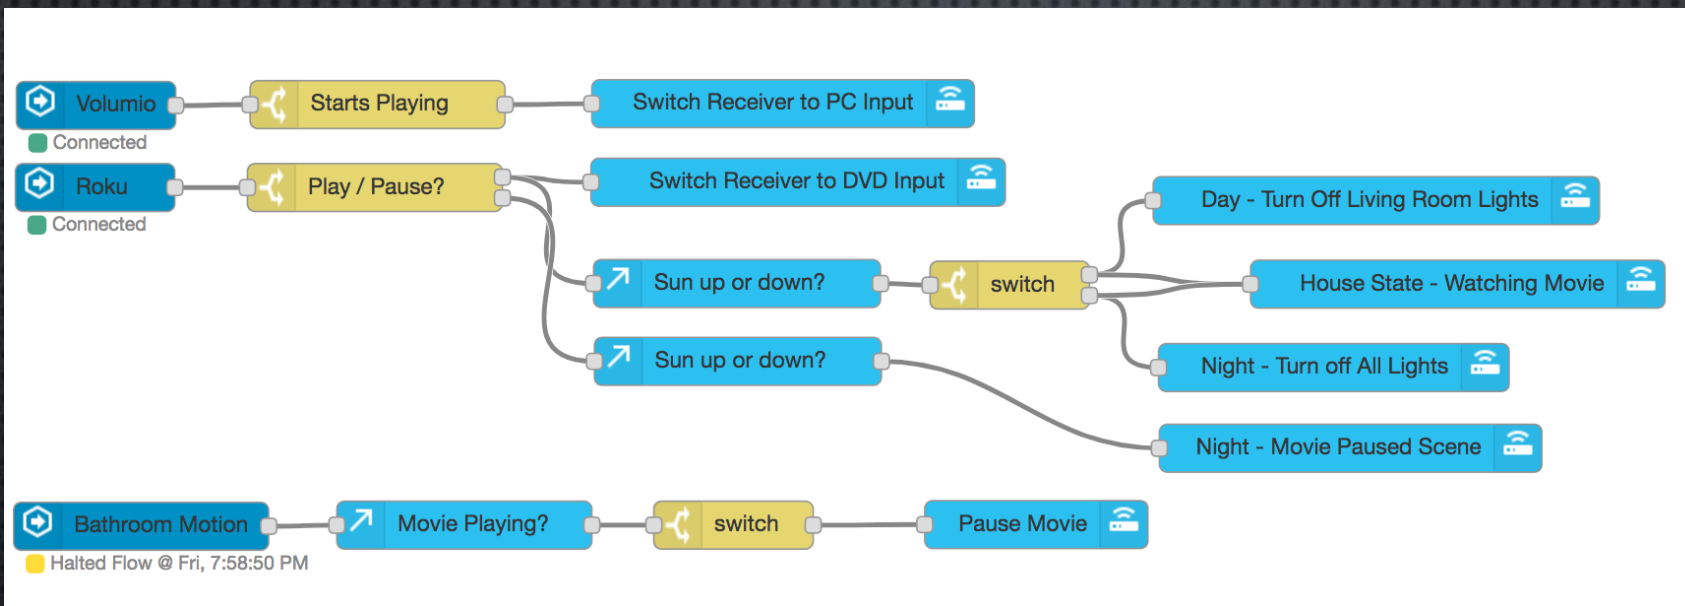 Volumio
Starts Playing
Switch Receiver to PC Input
Connected
Roku
Play / Pause?
Switch Receiver to DVD Input
Connected
Day - Turn Off Living Room Lights
Sun up or down?
switch
House State - Watching Movie
Sun up or down?
Night - Turn off All Lights
Night - Movie Paused Scene
Bathroom Motion
Movie Playing?
switch
Pause Movie
Halted Flow @ Fri, 7:58:50 PM